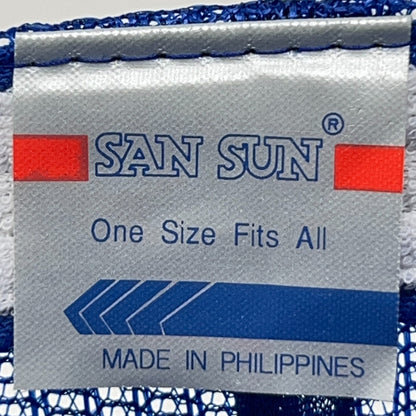 SAN SUN®
One Size Fits All
MADE IN PHILIPPINES